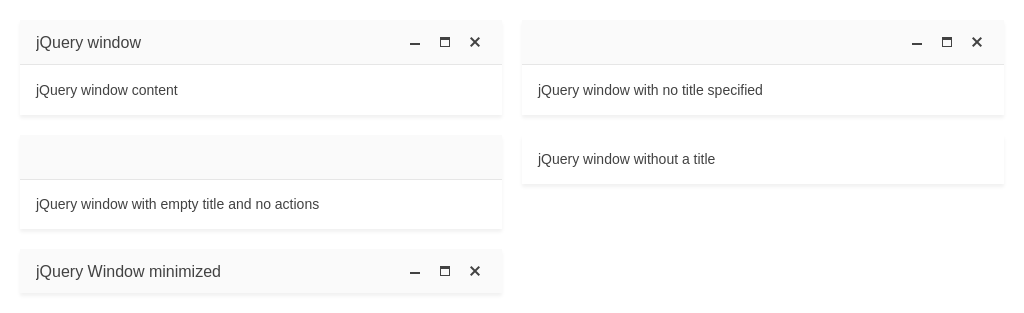 jQuery window
jQuery window content
jQuery window with no title specified
jQuery window with empty title and no actions
jQuery window without a title
jQuery Window minimized